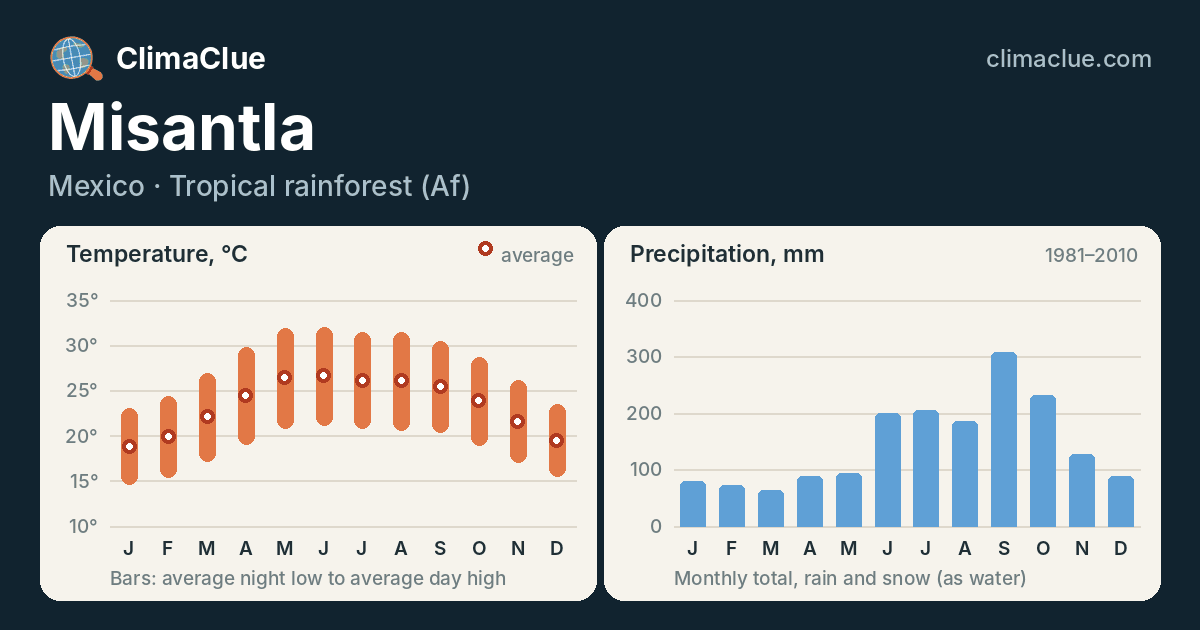 ClimaClue
climaclue.com
Misantla
Mexico · Tropical rainforest (Af)
Temperature, °C
average
35°
30°
25°
20°
15°
10°
J F M A M J J A S O N D
Bars: average night low to average day high
Precipitation, mm
1981–2010
400
300
200
100
0
J F M A M J J A S O N D
Monthly total, rain and snow (as water)